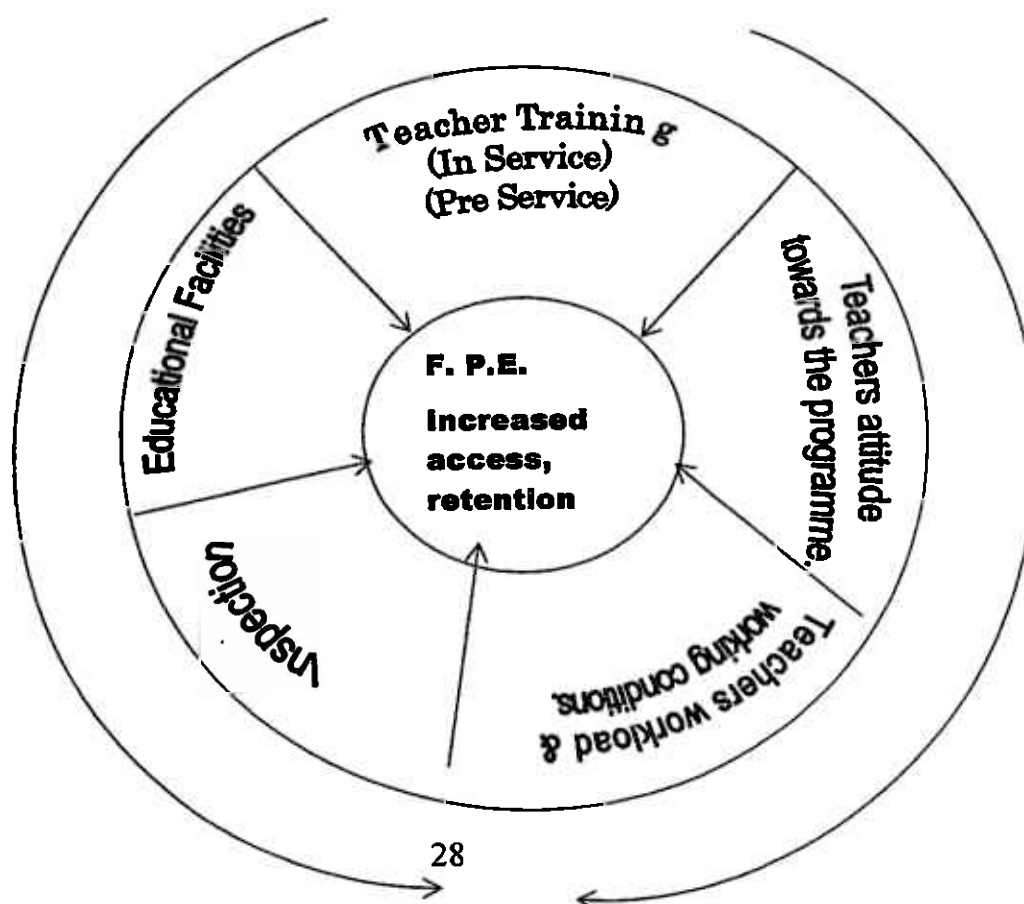 Teacher Training
(In Service)
(Pre Service)
Teachers attitude
towards the programme.
Teachers workload &
working conditions.
Inspection
Educational Facilities
F. P.E.
Increased
access,
retention
28